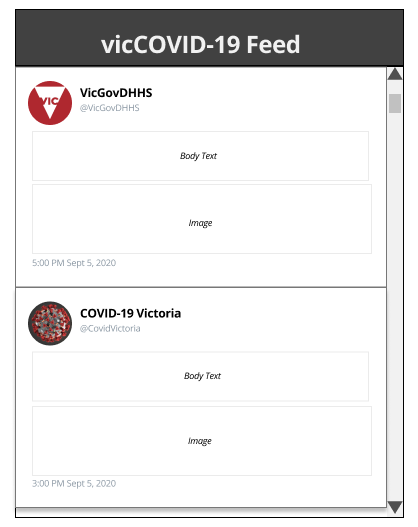 vicCOVID-19 Feed
VIC
VicGovDHHS
@VicGovDHHS
Body Text
Image
5:00 PM Sept 5, 2020
COVID-19 Victoria
@CovidVictoria
Body Text
Image
3:00 PM Sept 5, 2020